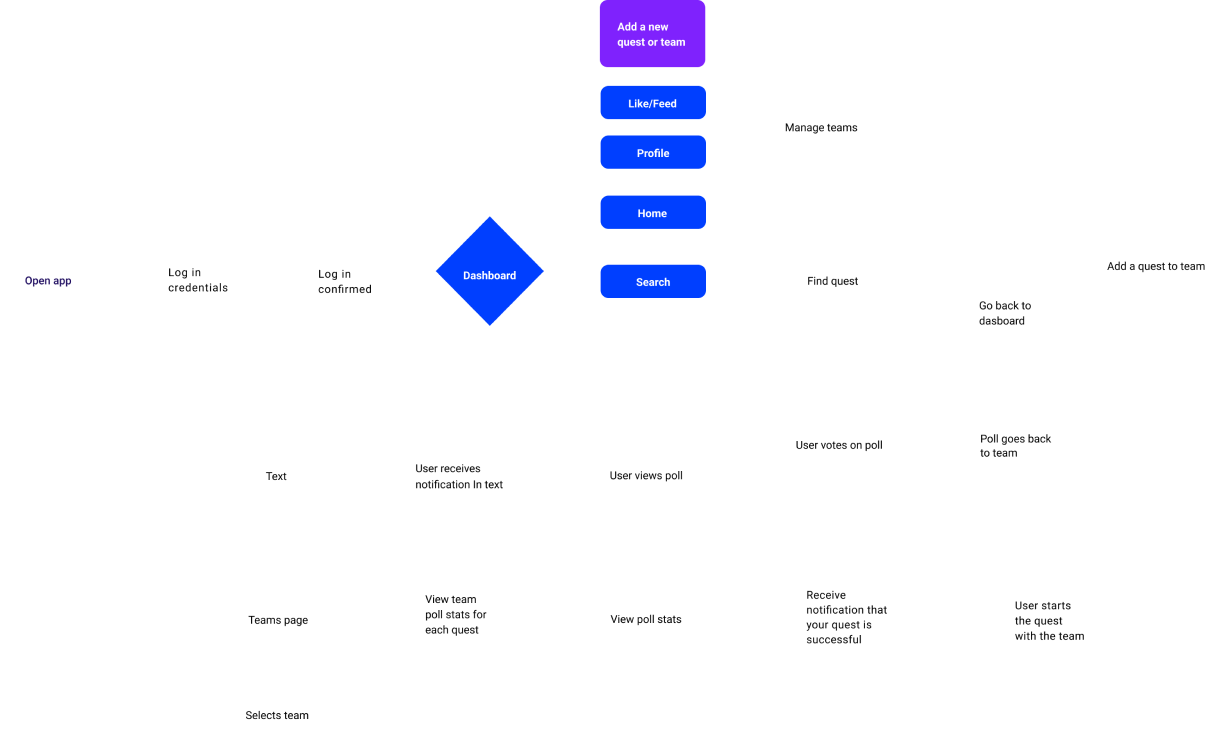 Add a new
quest or team
Like/Feed
Manage teams
Profile
Home
Open app
Log in
credentials
Log in
confirmed
Dashboard
Search
Find quest
Add a quest to team
Go back to
dasboard
Text
User receives
notification In text
User views poll
User votes on poll
Poll goes back
to team
Teams page
View team
poll stats for
each quest
View poll stats
Receive
notification that
your quest is
successful
User starts
the quest
with the team
Selects team